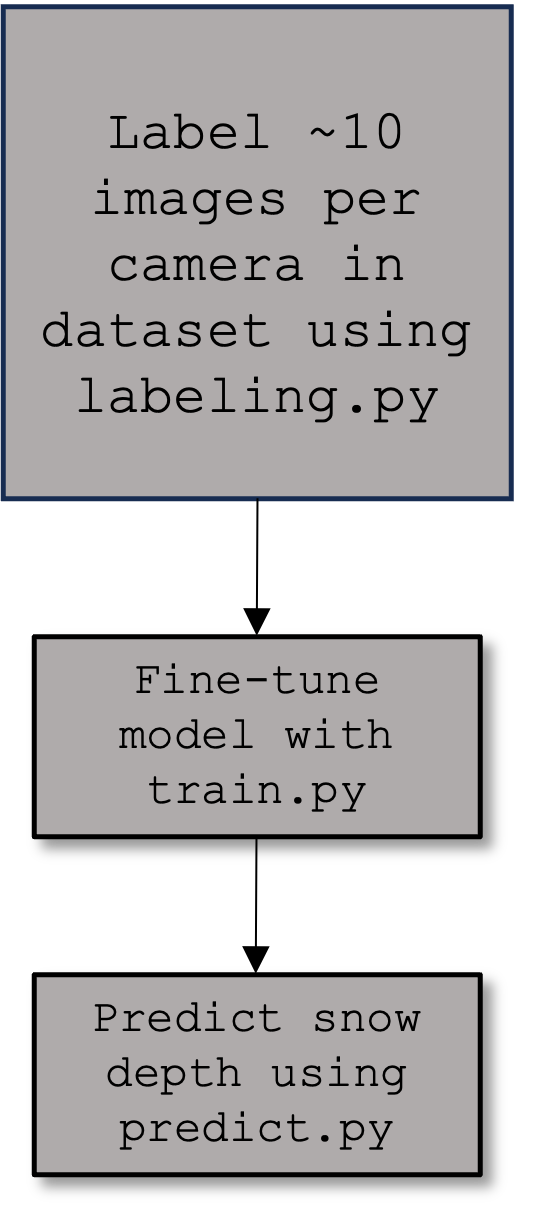 Label ~10
images per
camera in
dataset using
labeling.py
Fine-tune
model with
train.py
Predict snow
depth using
predict.py